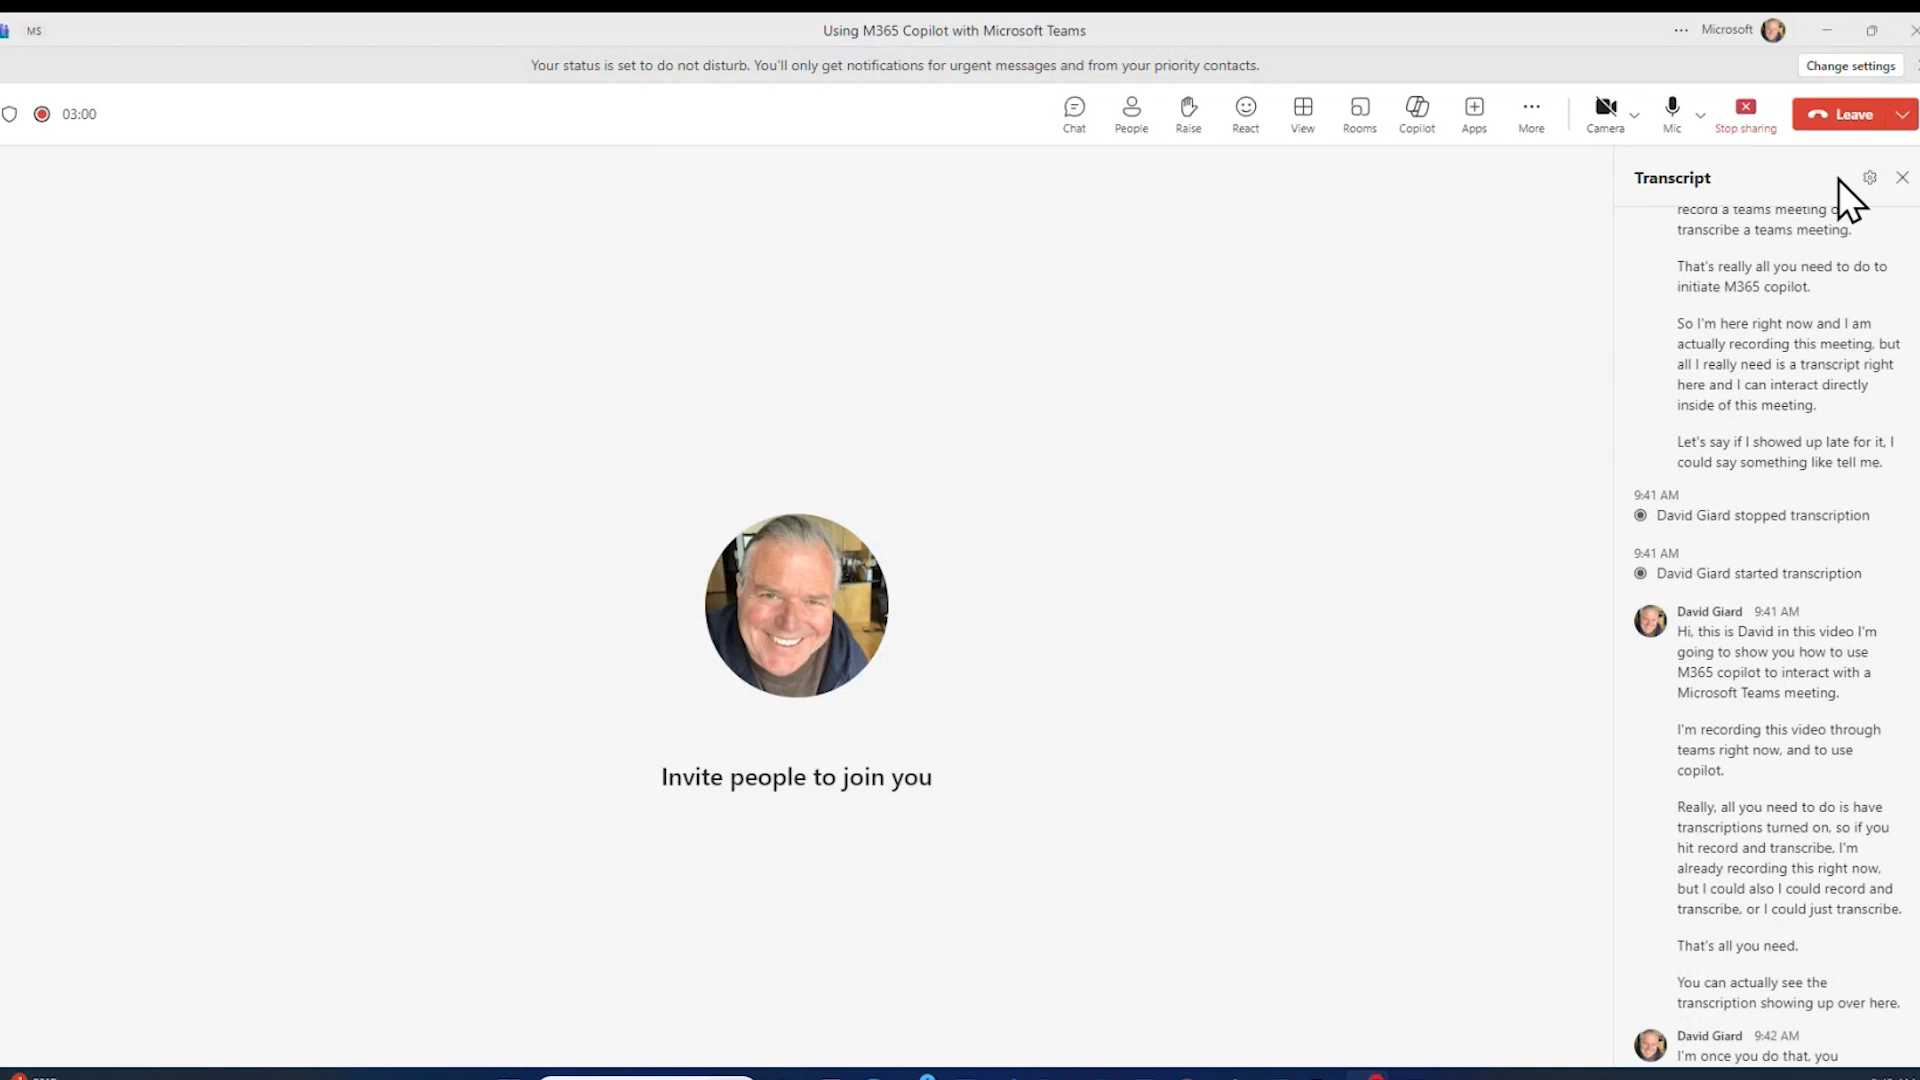 MS
Using M365 Copilot with Microsoft Teams
Microsoft
Your status is set to do not disturb. You'll only get notifications for urgent messages and from your priority contacts.
Change settings
03:00
Chat
People
Raise
React
View
Rooms
Copilot
Apps
More
Camera
Mic
Stop sharing
Leave
Invite people to join you
Transcript
record a teams meeting
transcribe a teams meeting.
That's really all you need to do to
initiate M365 copilot.
So I'm here right now and I am
actually recording this meeting, but
all I really need is a transcript right
here and I can interact directly
inside of this meeting.
Let's say if I showed up late for it, I
could say something like tell me.
9:41 AM
David Giard stopped transcription
9:41 AM
David Giard started transcription
David Giard 9:41 AM
Hi, this is David in this video I'm
going to show you how to use
M365 copilot to interact with a
Microsoft Teams meeting.
I'm recording this video through
teams right now, and to use
copilot.
Really, all you need to do is have
transcriptions turned on, so if you
hit record and transcribe, I'm
already recording this right now,
but I could also I could record and
transcribe, or I could just transcribe.
That's all you need.
You can actually see the
transcription showing up over here.
David Giard 9:42 AM
I'm once you do that, you